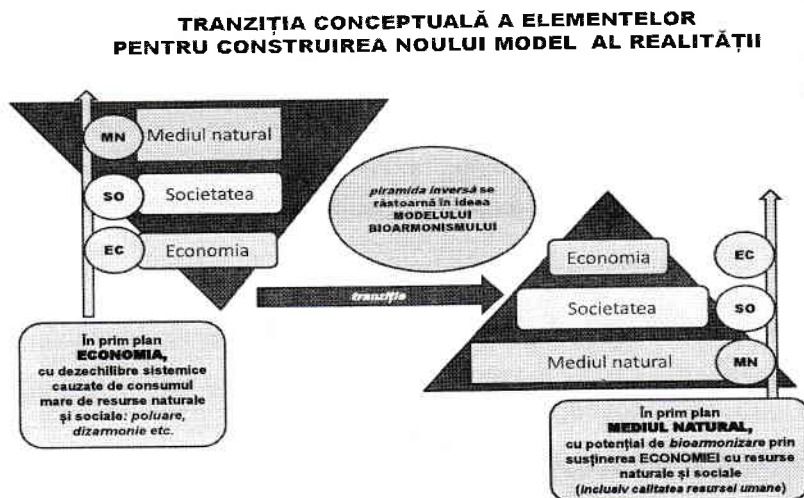 TRANZIȚIA CONCEPTUALĂ A ELEMENTELOR
PENTRU CONSTRUIREA NOULUI MODEL AL REALITĂȚII
MN
Mediul natural
SO
Societatea
EC
Economia
piramida inversă se
răstoarnă în ideea
MODELULUI
BIOARMONISMULUI
tranziție
Economia
EC
Societatea
SO
Mediul natural
MN
În prim plan
ECONOMIA,
cu dezechilibre sistemice
cauzate de consumul
mare de resurse naturale
și sociale: poluare,
dizarmonie etc.
În prim plan
MEDIUL NATURAL,
cu potențial de bioarmonizare prin
susținerea ECONOMIEI cu resurse
naturale și sociale
(inclusiv calitatea resursei umane)